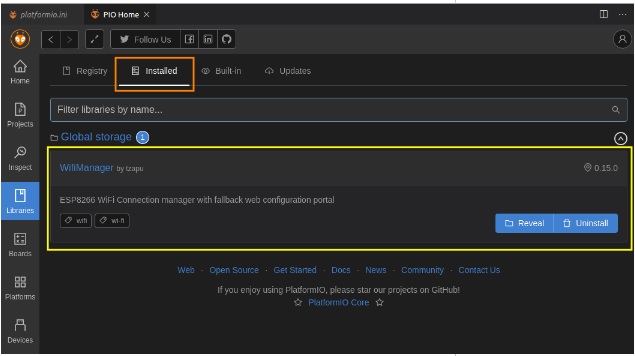 platformio.ini PIO Home
Follow Us
Home
Projects
Inspect
Libraries
Boards
Platforms
Devices
Registry Installed Built-in Updates
Filter libraries by name...
Global storage 1
WifiManager by tzapu 0.15.0
ESP8266 WiFi Connection manager with fallback web configuration portal
wifi wi-fi Reveal Uninstall
Web · Open Source · Get Started · Docs · News · Community · Contact Us
If you enjoy using PlatformIO, please star our projects on GitHub!
PlatformIO Core